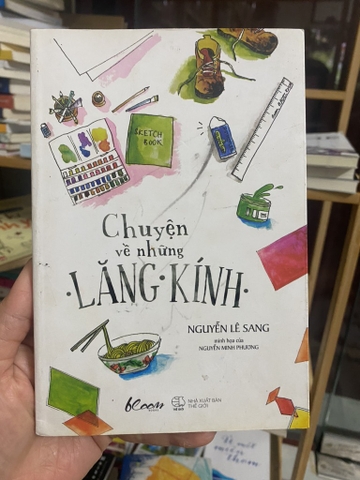 SKETCH
BOOK
Chuyện
về những
LĂNG KÍNH
NGUYỄN LÊ SANG
minh họa của
NGUYỄN MINH PHƯƠNG
bloom
NHÀ XUẤT BẢN
THẾ GIỚI